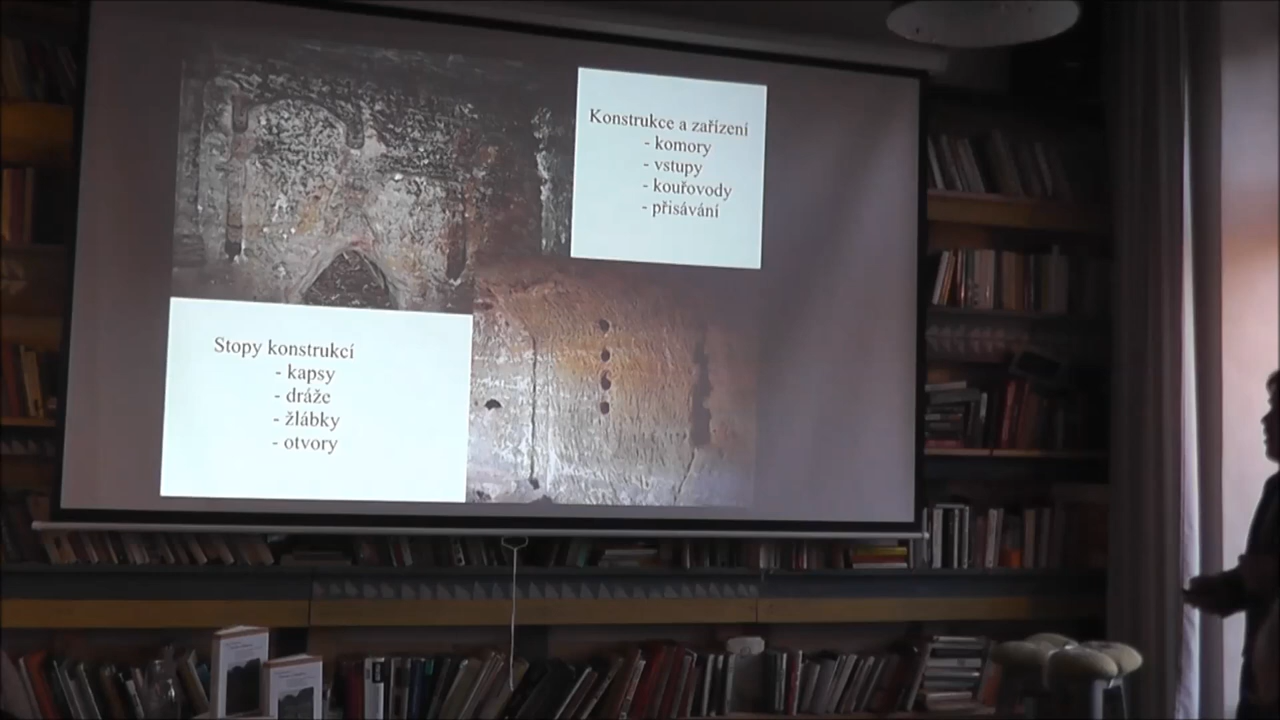 Konstrukce a zařízení
- komory
- vstupy
- kouřovody
- přisávání
Stopy konstrukcí
- kapsy
- dráže
- žlábky
- otvory